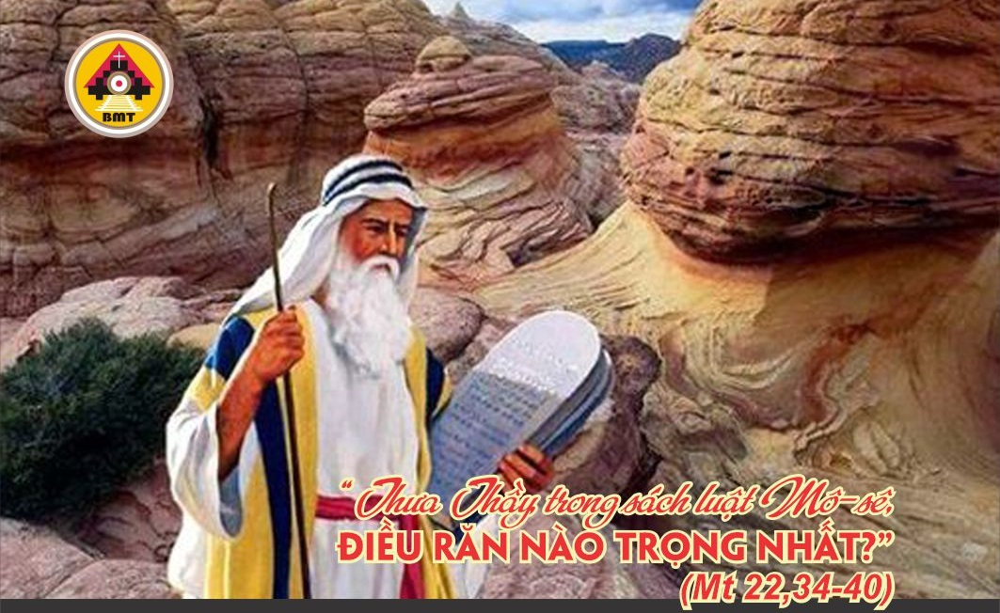 BMT
“Thưa Thầy, trong sách luật Mô-sê,
ĐIỀU RĂN NÀO TRỌNG NHẤT?”
(Mt 22,34-40)